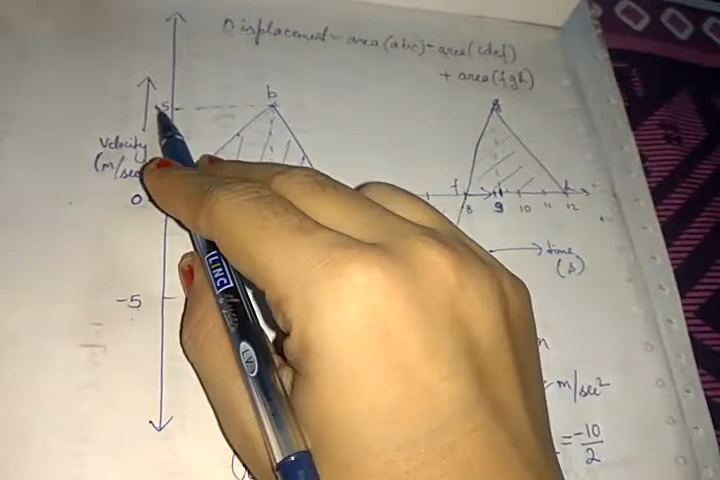 Displacement = area(abc) - area(cdef)
+ area(fgh)
b
g
5
Velocity
(m/sec
0
f
h
8
9
10
11
12
time
(s)
-5
LINC
LV
m/sec²
= -10
2